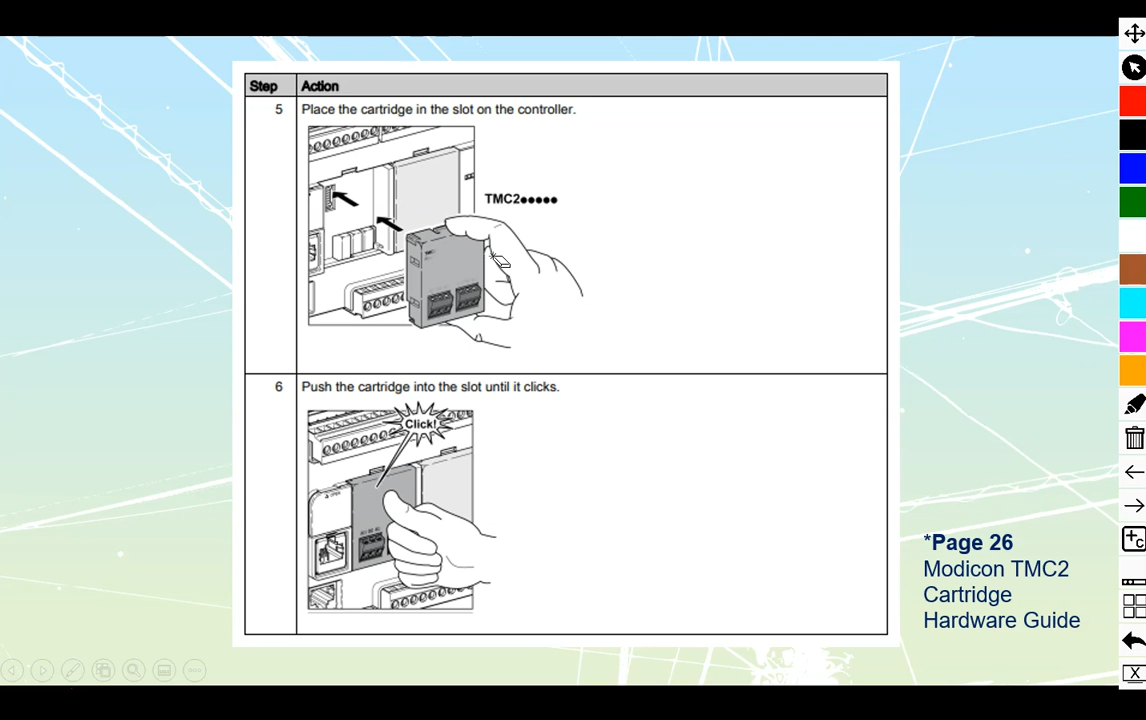 Step Action
5 Place the cartridge in the slot on the controller.
TMC2●●●●●
6 Push the cartridge into the slot until it clicks.
Click!
*Page 26
Modicon TMC2
Cartridge
Hardware Guide